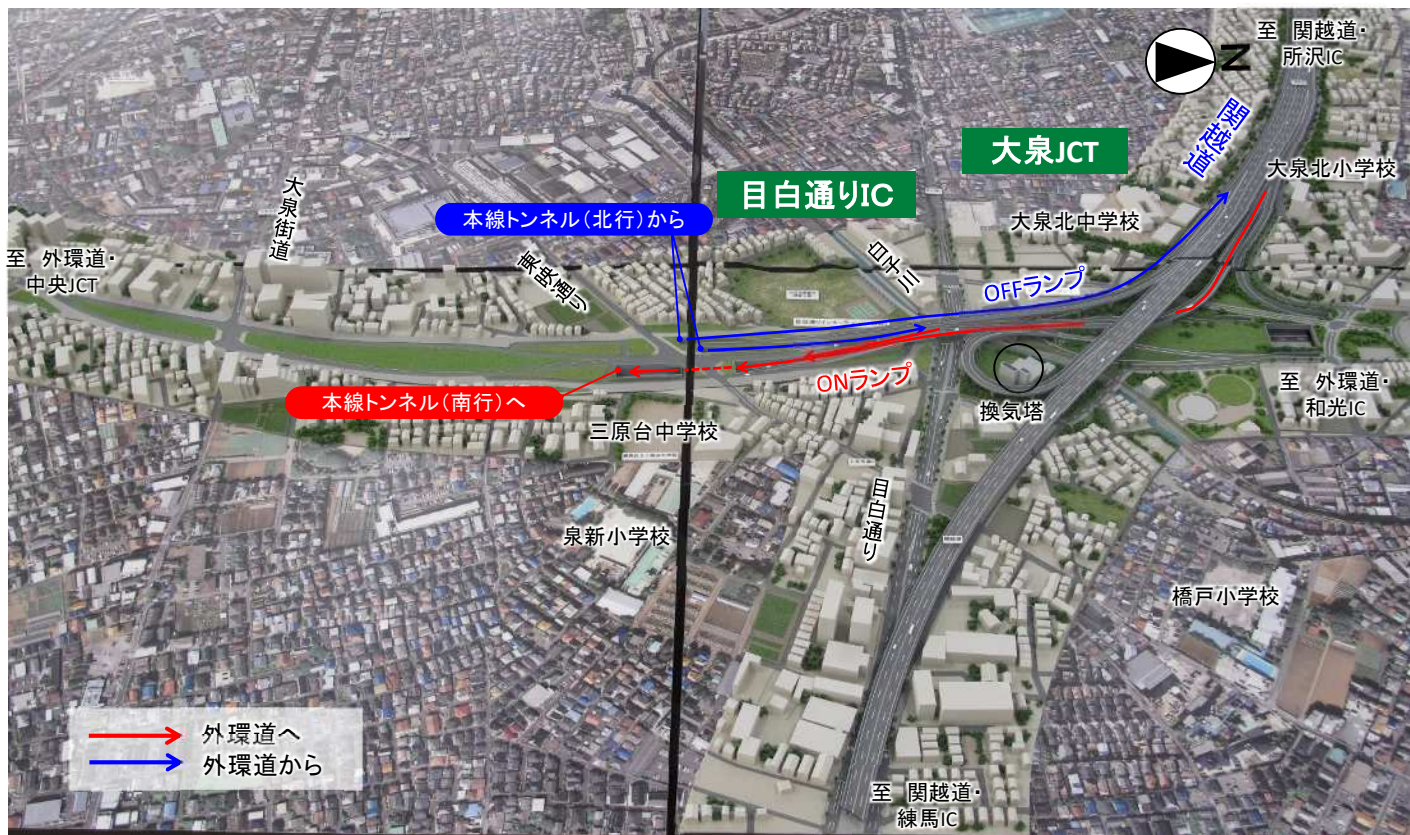 至 関越道・
所沢IC
N
関越道
大泉JCT
大泉北小学校
目白通りIC
大泉北中学校
本線トンネル(北行)から
大泉街道
至 外環道・
中央JCT
東映通り
白子川
OFFランプ
ONランプ
本線トンネル(南行)へ
換気塔
至 外環道・
和光IC
三原台中学校
目白通り
泉新小学校
橋戸小学校
外環道へ
外環道から
至 関越道・
練馬IC